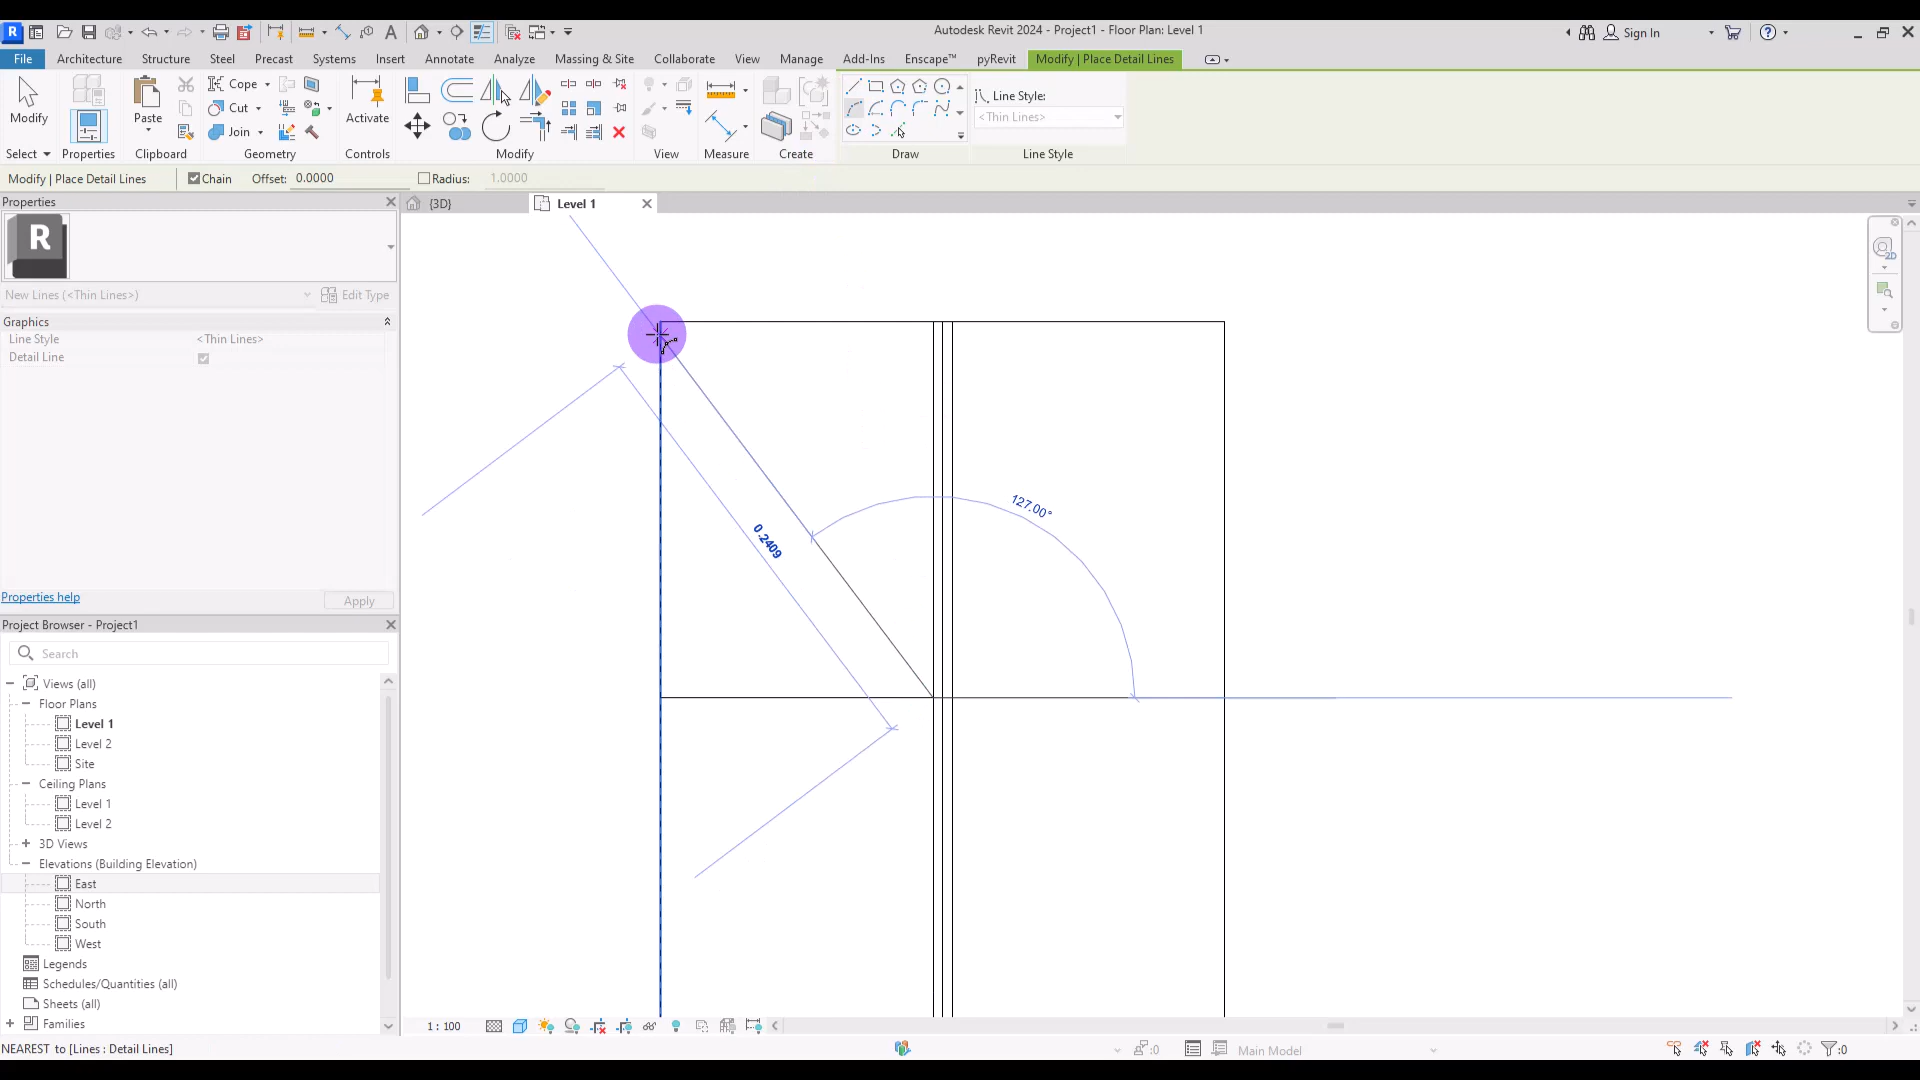 Autodesk Revit 2024 - Project1 - Floor Plan: Level 1
Sign In
File Architecture Structure Steel Precast Systems Insert Annotate Analyze Massing & Site Collaborate View Manage Add-Ins Enscape™ pyRevit Modify | Place Detail Lines
Modify
Select
Properties
Paste
Clipboard
Cope
Cut
Join
Geometry
Activate
Controls
Modify
View
Measure
Create
Draw
Line Style:
<Thin Lines>
Line Style
Modify | Place Detail Lines
Chain
Offset: 0.0000
Radius: 1.0000
Properties
{3D}
Level 1
R
New Lines (<Thin Lines>)
Edit Type
Graphics
Line Style <Thin Lines>
Detail Line
Properties help
Apply
Project Browser - Project1
Search
Views (all)
Floor Plans
Level 1
Level 2
Site
Ceiling Plans
Level 1
Level 2
3D Views
Elevations (Building Elevation)
East
North
South
West
Legends
Schedules/Quantities (all)
Sheets (all)
Families
127.00°
0.2409
2D
1 : 100
NEAREST to [Lines : Detail Lines]
:0
Main Model
:0